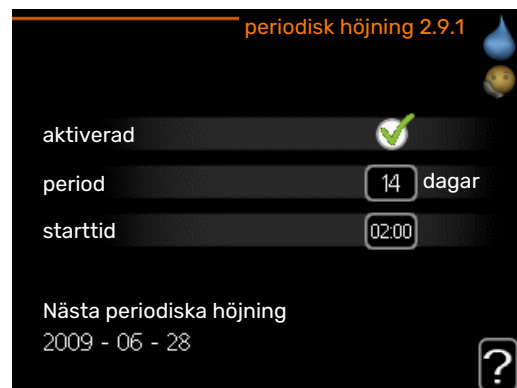 periodisk höjning 2.9.1
aktiverad
period 14 dagar
starttid 02:00
Nästa periodiska höjning
2009 - 06 - 28
?